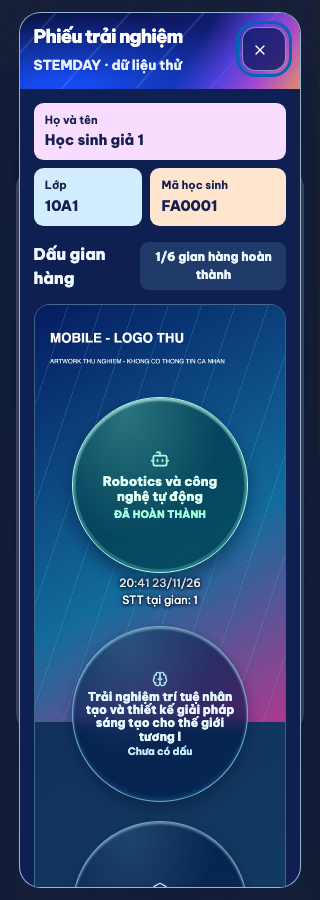 Phiếu trải nghiệm
STEMDAY · dữ liệu thử
Họ và tên
Học sinh giả 1
Lớp
10A1
Mã học sinh
FA0001
Dấu gian
hàng
1/6 gian hàng hoàn
thành
MOBILE - LOGO THU
ARTWORK THU NGHIEM - KHONG CO THONG TIN CA NHAN
Robotics và công
nghệ tự động
ĐÃ HOÀN THÀNH
20:41 23/11/26
STT tại gian: 1
Trải nghiệm trí tuệ nhân
tạo và thiết kế giải pháp
sáng tạo cho thế giới
tương l
Chưa có dấu